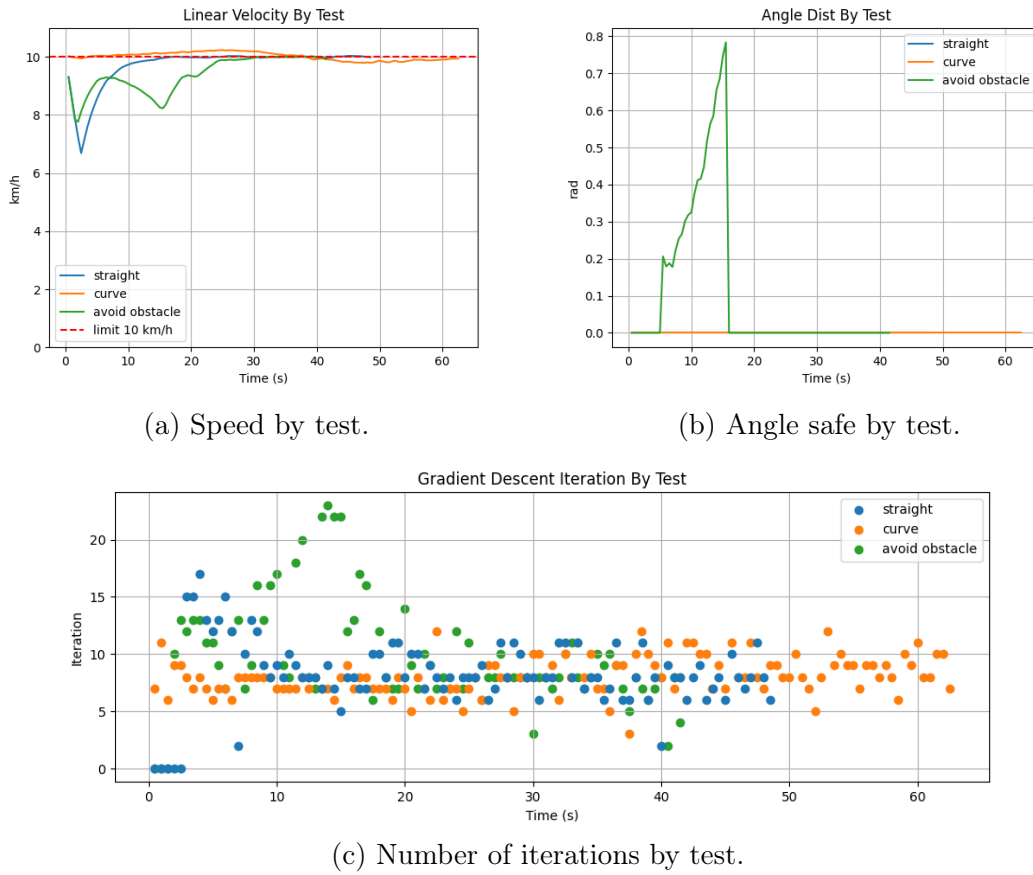 Linear Velocity By Test
10
8
6
4
2
0
km/h
straight
curve
avoid obstacle
limit 10 km/h
0 10 20 30 40 50 60
Time (s)
(a) Speed by test.
Angle Dist By Test
0.8
0.7
0.6
0.5
0.4
0.3
0.2
0.1
0.0
rad
straight
curve
avoid obstacle
0 10 20 30 40 50 60
Time (s)
(b) Angle safe by test.
Gradient Descent Iteration By Test
20
15
10
5
0
Iteration
straight
curve
avoid obstacle
0 10 20 30 40 50 60
Time (s)
(c) Number of iterations by test.